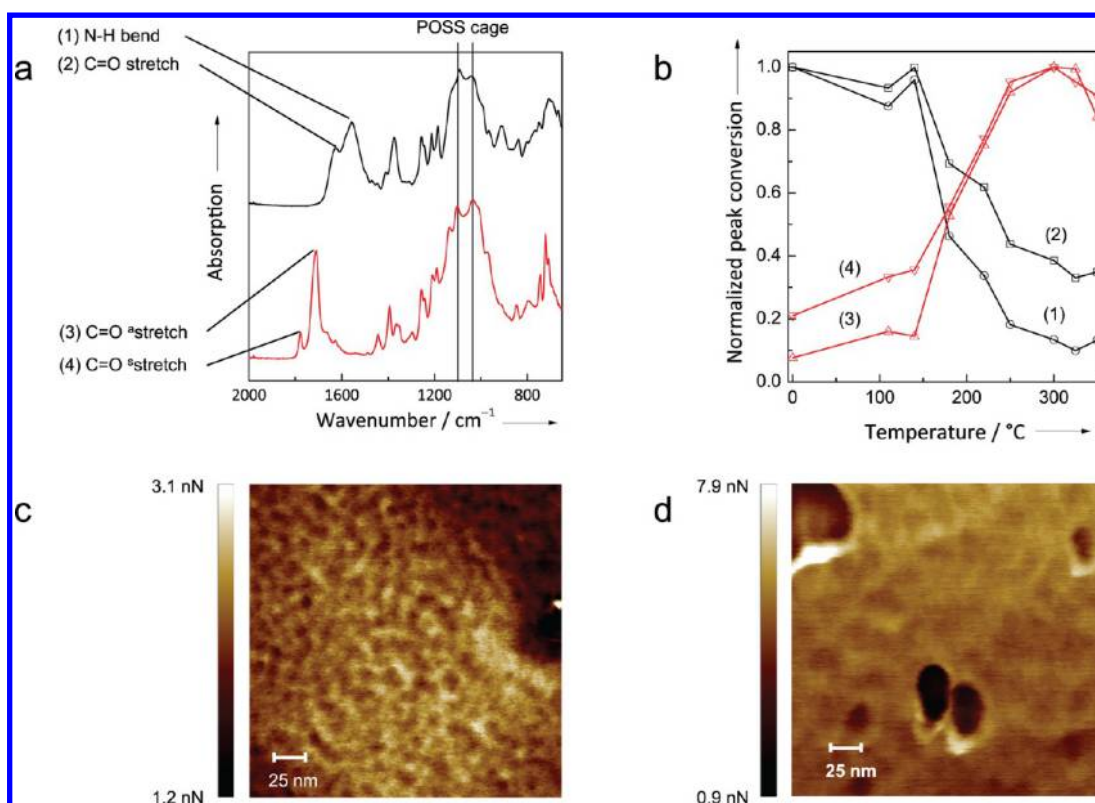 (1) N-H bend
(2) C=O stretch
POSS cage
a
Absorption
(3) C=O ᵃstretch
(4) C=O ˢstretch
2000 1600 1200 800
Wavenumber / cm⁻¹
b
Normalized peak conversion
1.0
0.8
0.6
0.4
0.2
0.0
(2)
(4)
(3)
(1)
0 100 200 300
Temperature / °C
3.1 nN
c
25 nm
1.2 nN
7.9 nN
d
25 nm
0.9 nN